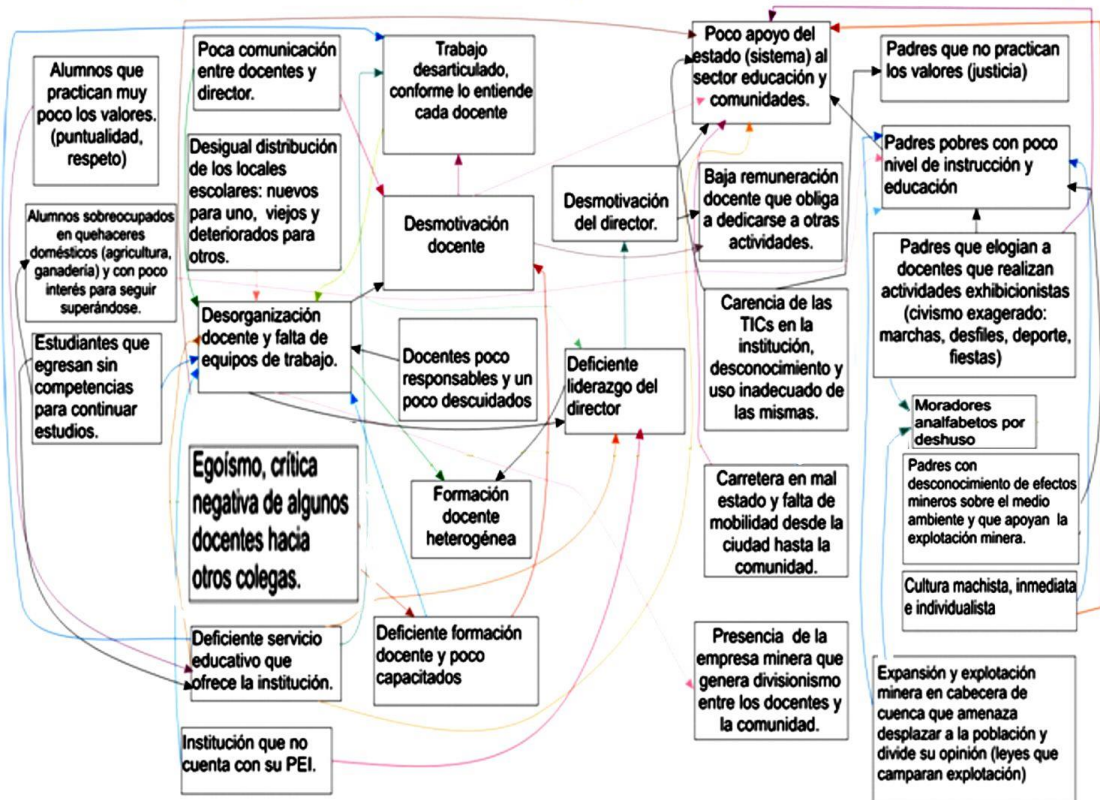 Alumnos que
practican muy
poco los valores.
(puntualidad,
respeto)
Alumnos sobreocupados
en quehaceres
domésticos (agricultura,
ganadería) y con poco
interés para seguir
superándose.
Estudiantes que
egresan sin
competencias
para continuar
estudios.
Poca comunicación
entre docentes y
director.
Desigual distribución
de los locales
escolares: nuevos
para uno, viejos y
deteriorados para
otros.
Desorganización
docente y falta de
equipos de trabajo.
Egoísmo, crítica
negativa de algunos
docentes hacia
otros colegas.
Deficiente servicio
educativo que
ofrece la institución.
Institución que no
cuenta con su PEI.
Trabajo
desarticulado,
conforme lo entiende
cada docente
Desmotivación
docente
Docentes poco
responsables y un
poco descuidados
Formación
docente
heterogénea
Deficiente formación
docente y poco
capacitados
Desmotivación
del director.
Deficiente
liderazgo del
director
Poco apoyo del
estado (sistema) al
sector educación y
comunidades.
Baja remuneración
docente que obliga
a dedicarse a otras
actividades.
Carencia de las
TICs en la
institución,
desconocimiento y
uso inadecuado de
las mismas.
Carretera en mal
estado y falta de
mobilidad desde la
ciudad hasta la
comunidad.
Presencia de la
empresa minera que
genera divisionismo
entre los docentes y
la comunidad.
Padres que no practican
los valores (justicia)
Padres pobres con poco
nivel de instrucción y
educación
Padres que elogian a
docentes que realizan
actividades exhibicionistas
(civismo exagerado:
marchas, desfiles, deporte,
fiestas)
Moradores
analfabetos por
deshuso
Padres con
desconocimiento de efectos
mineros sobre el medio
ambiente y que apoyan la
explotación minera.
Cultura machista, inmediata
e individualista
Expansión y explotación
minera en cabecera de
cuenca que amenaza
desplazar a la población y
divide su opinión (leyes que
camparan explotación)